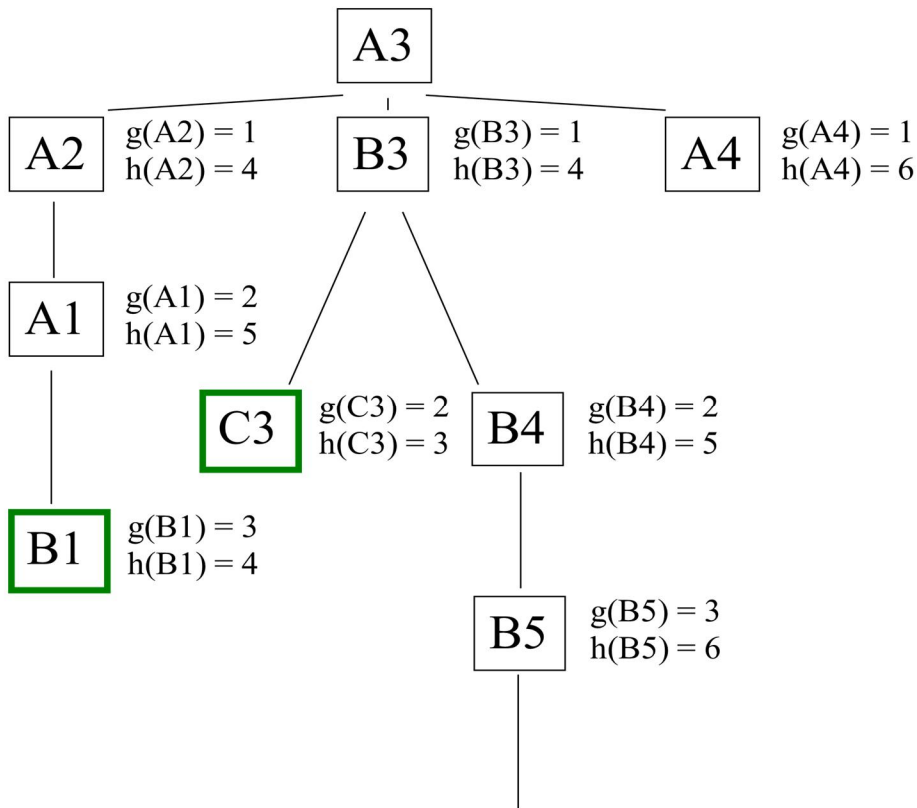 A3
A2
g(A2) = 1
h(A2) = 4
B3
g(B3) = 1
h(B3) = 4
A4
g(A4) = 1
h(A4) = 6
A1
g(A1) = 2
h(A1) = 5
C3
g(C3) = 2
h(C3) = 3
B4
g(B4) = 2
h(B4) = 5
B1
g(B1) = 3
h(B1) = 4
B5
g(B5) = 3
h(B5) = 6